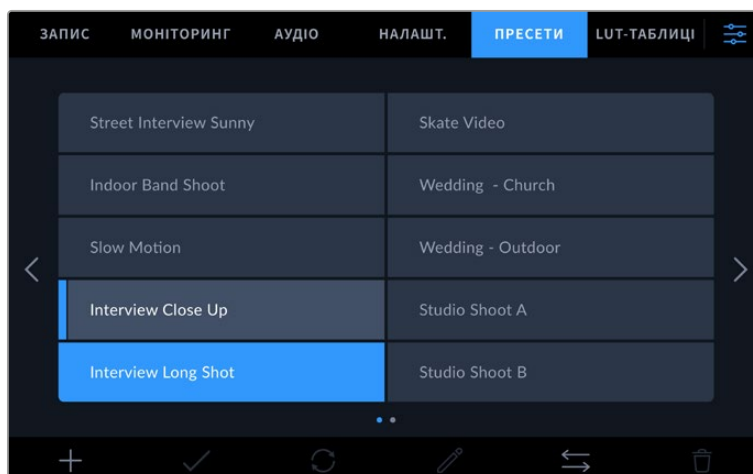 ЗАПИС МОНІТОРИНГ АУДІО НАЛАШТ. ПРЕСЕТИ LUT-ТАБЛИЦІ
Street Interview Sunny Skate Video
Indoor Band Shoot Wedding - Church
Slow Motion Wedding - Outdoor
Interview Close Up Studio Shoot A
Interview Long Shot Studio Shoot B